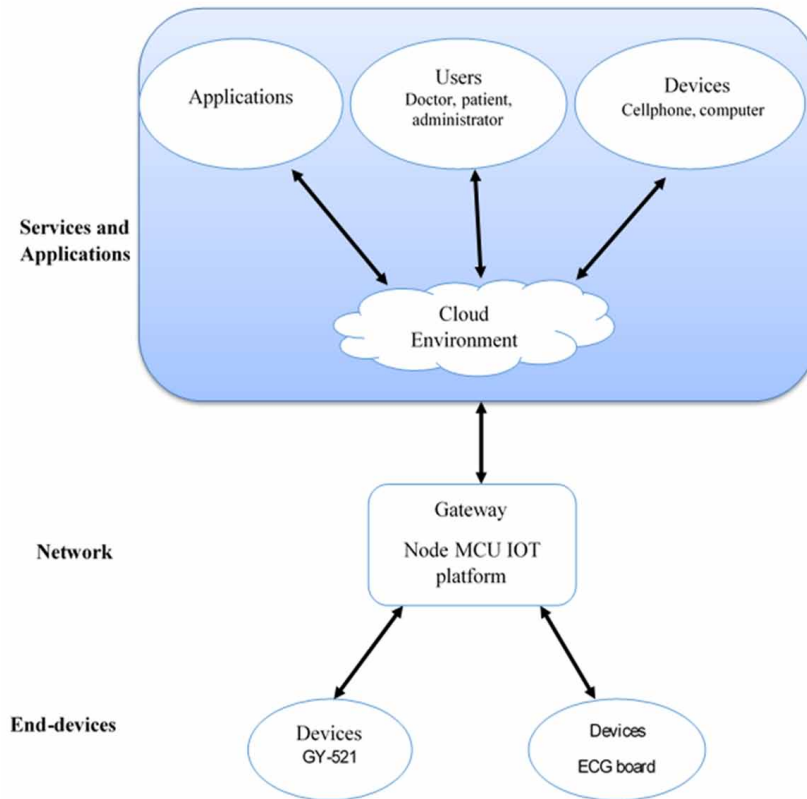 Applications
Users
Doctor, patient,
administrator
Devices
Cellphone, computer
Services and
Applications
Cloud
Environment
Gateway
Node MCU IOT
platform
Network
End-devices
Devices
GY-521
Devices
ECG board